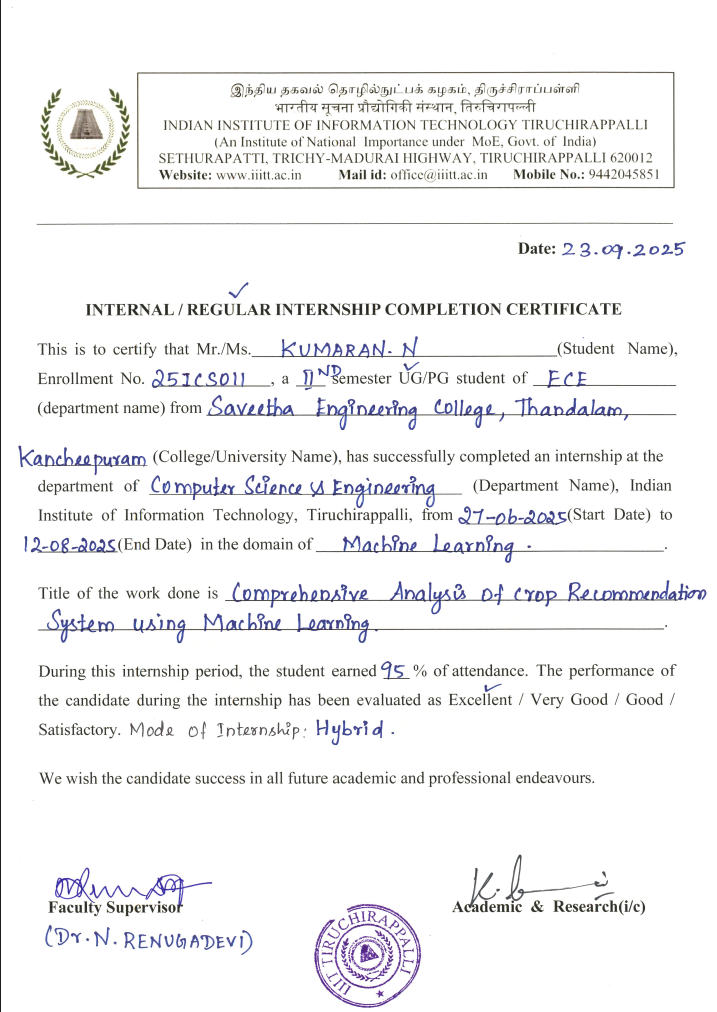 இந்திய தகவல் தொழில்நுட்பக் கழகம், திருச்சிராப்பள்ளி
भारतीय सूचना प्रौद्योगिकी संस्थान, तिरुचिरापल्ली
INDIAN INSTITUTE OF INFORMATION TECHNOLOGY TIRUCHIRAPPALLI
(An Institute of National Importance under MoE, Govt. of India)
SETHURAPATTI, TRICHY-MADURAI HIGHWAY, TIRUCHIRAPPALLI 620012
Website: www.iiitt.ac.in Mail id: office@iiitt.ac.in Mobile No.: 9442045851
Date: 23.09.2025
INTERNAL / REGULAR INTERNSHIP COMPLETION CERTIFICATE
This is to certify that Mr./Ms. KUMARAN. N (Student Name),
Enrollment No. 25ICS011, a IIND Semester UG/PG student of ECE
(department name) from Saveetha Engineering College, Thandalam,
Kancheepuram (College/University Name), has successfully completed an internship at the
department of Computer Science & Engineering (Department Name), Indian
Institute of Information Technology, Tiruchirappalli, from 27-06-2025 (Start Date) to
12-08-2025 (End Date) in the domain of Machine Learning.
Title of the work done is Comprehensive Analysis of crop Recommendation
System using Machine Learning.
During this internship period, the student earned 95 % of attendance. The performance of
the candidate during the internship has been evaluated as Excellent / Very Good / Good /
Satisfactory. Mode of Internship: Hybrid.
We wish the candidate success in all future academic and professional endeavours.
Faculty Supervisor
Academic & Research(i/c)
(Dr. N. RENUGADEVI)
IIIT TIRUCHIRAPPALLI